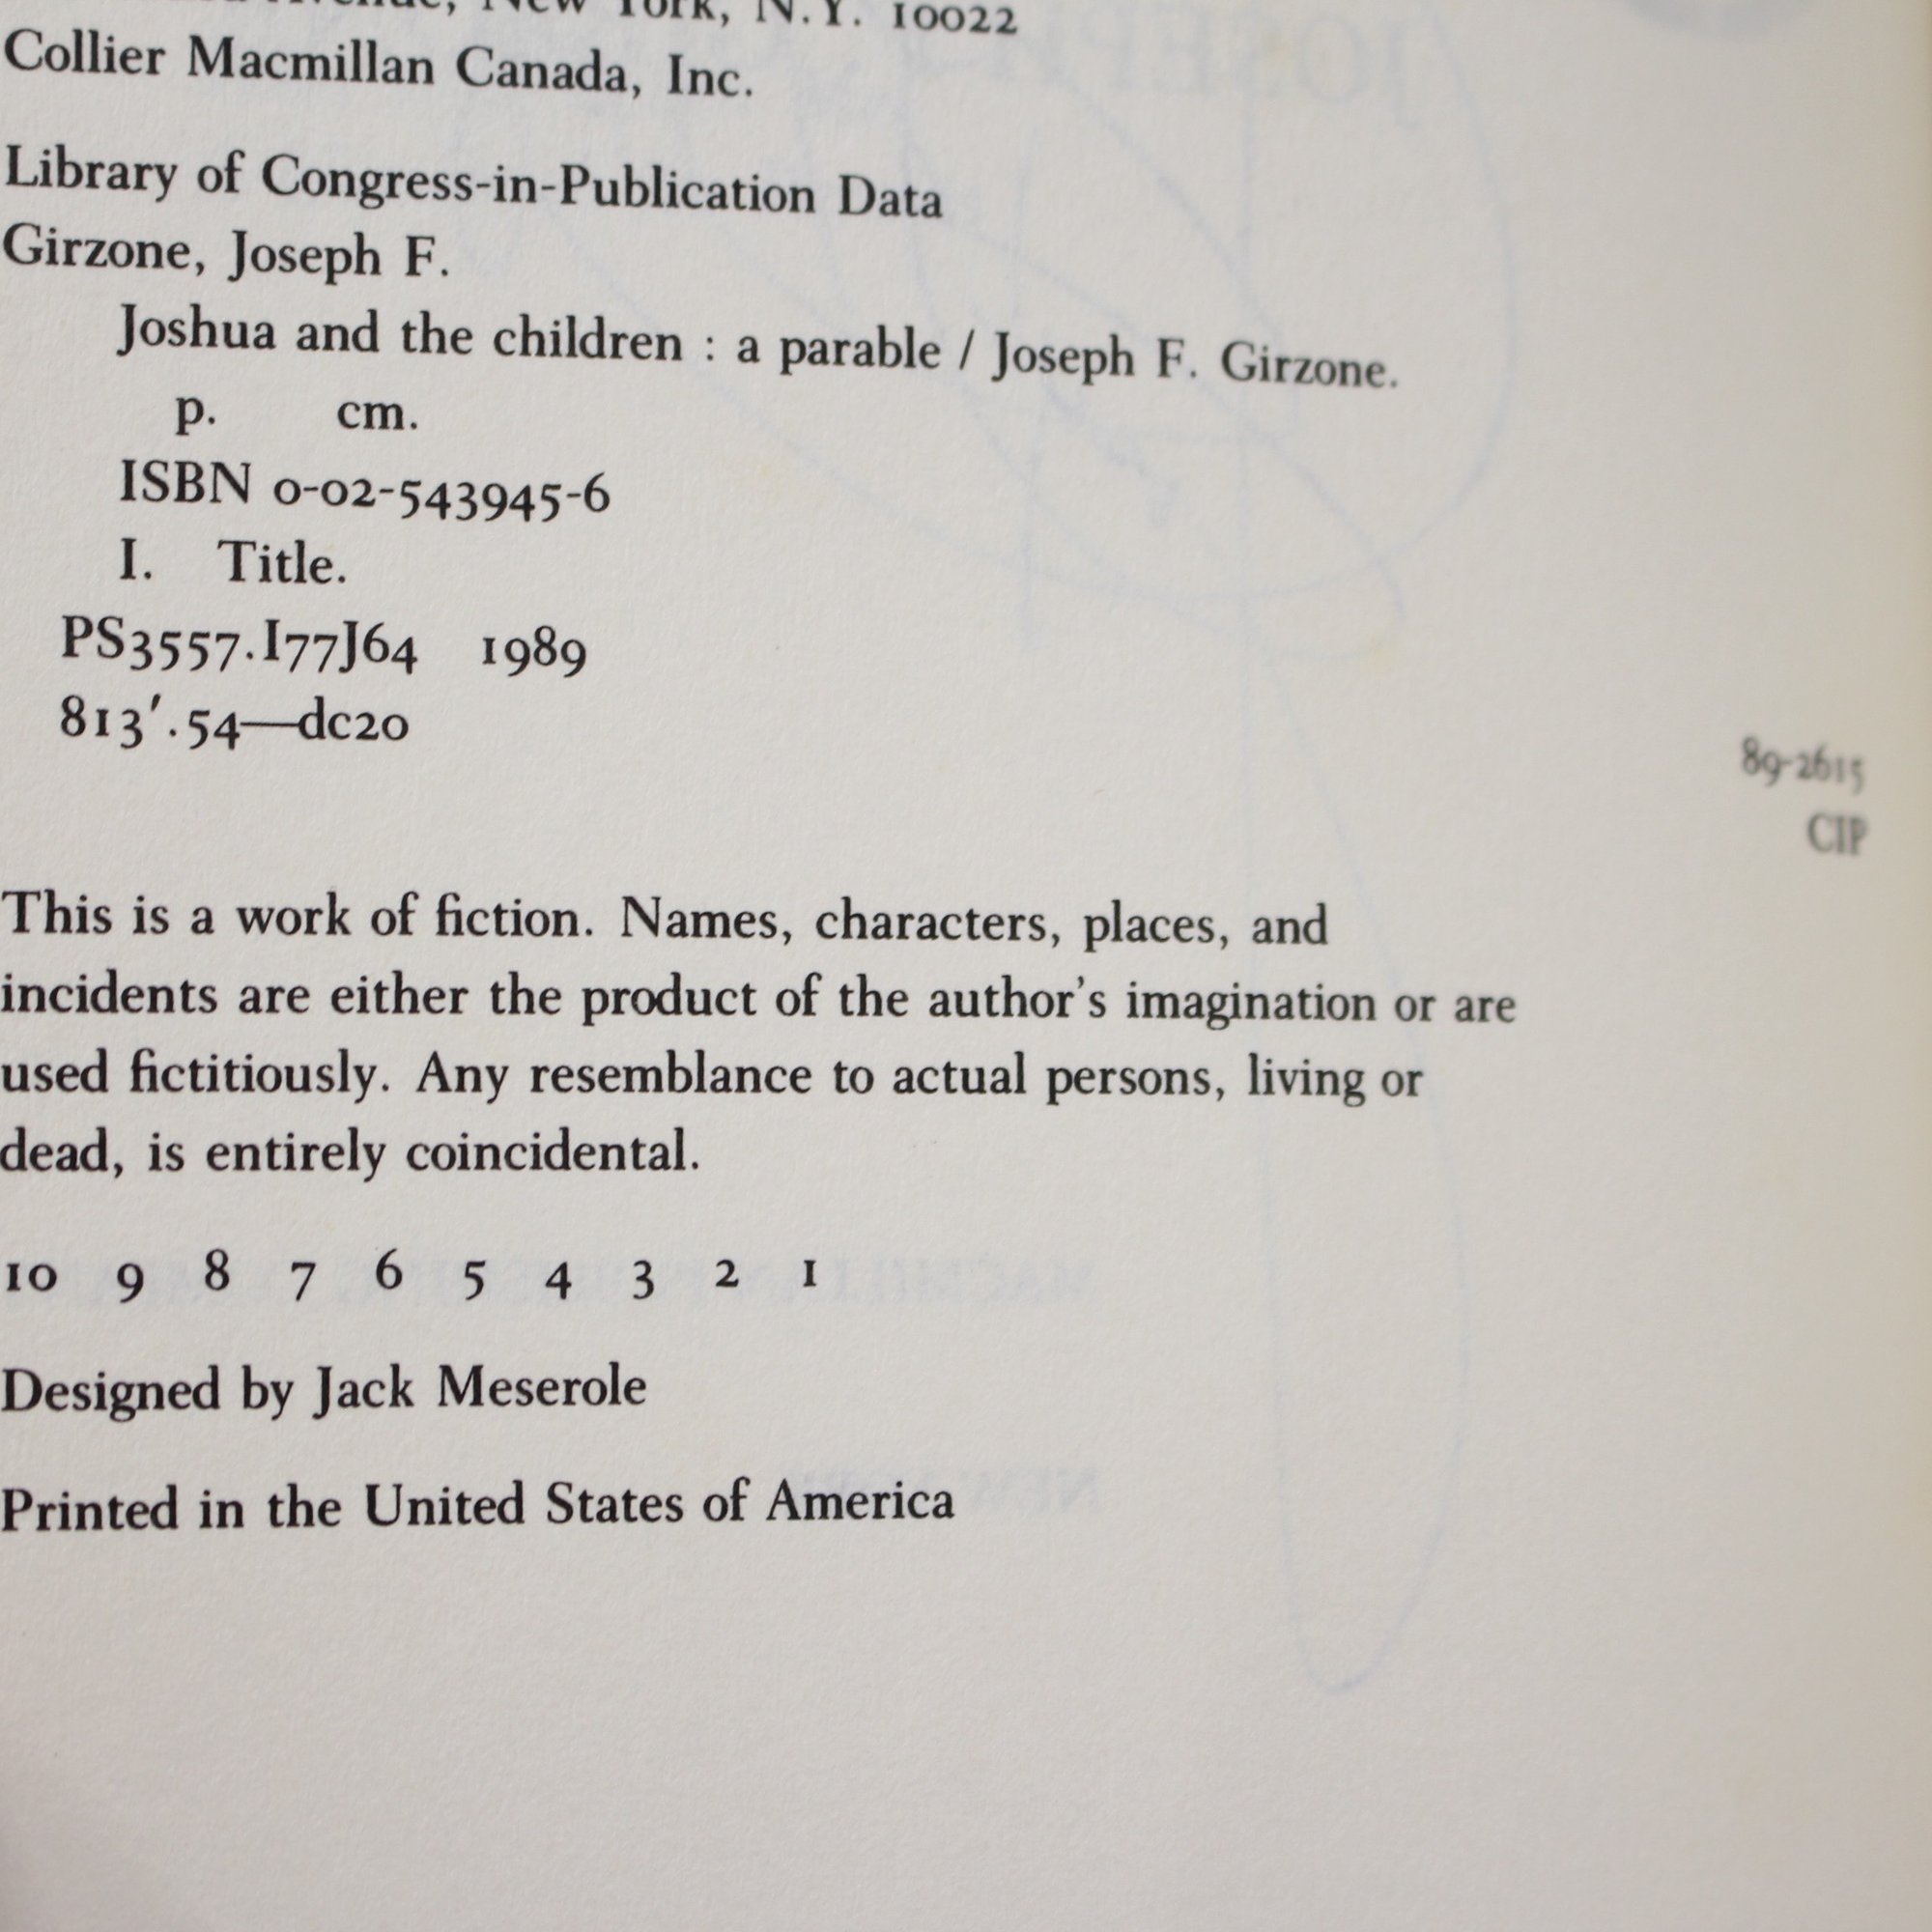 New York, N.Y. 10022
Collier Macmillan Canada, Inc.
Library of Congress-in-Publication Data
Girzone, Joseph F.
Joshua and the children : a parable / Joseph F. Girzone.
p. cm.
ISBN 0-02-543945-6
I. Title.
PS3557.I77J64 1989
813′.54—dc20
89-2615
CIP
This is a work of fiction. Names, characters, places, and
incidents are either the product of the author's imagination or are
used fictitiously. Any resemblance to actual persons, living or
dead, is entirely coincidental.
10 9 8 7 6 5 4 3 2 1
Designed by Jack Meserole
Printed in the United States of America